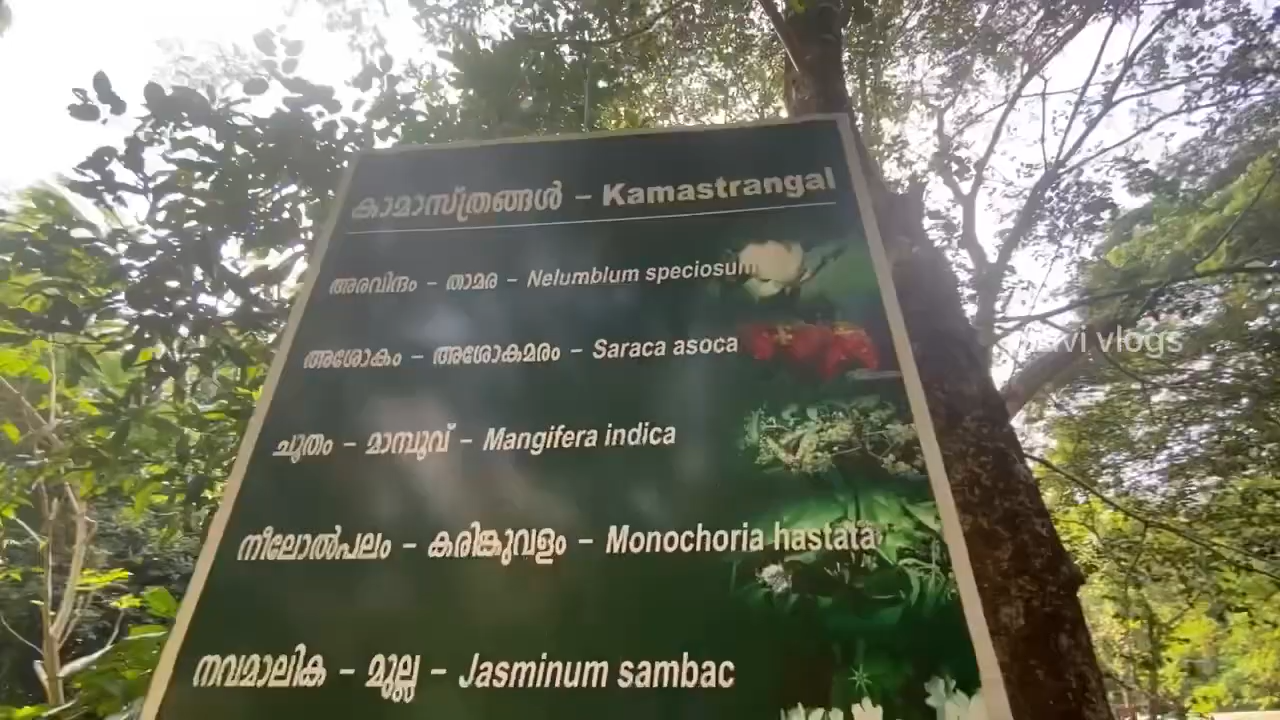 കാമാസ്ത്രങ്ങൾ – Kamastrangal
അരവിന്ദം – താമര – Nelumblum speciosum
അശോകം – അശോകമരം – Saraca asoca
ചൂതം – മാമ്പൂവ് – Mangifera indica
നീലോൽപലം – കരിങ്കുവളം – Monochoria hastata
നവമാലിക – മുല്ല – Jasminum sambac
vlogs